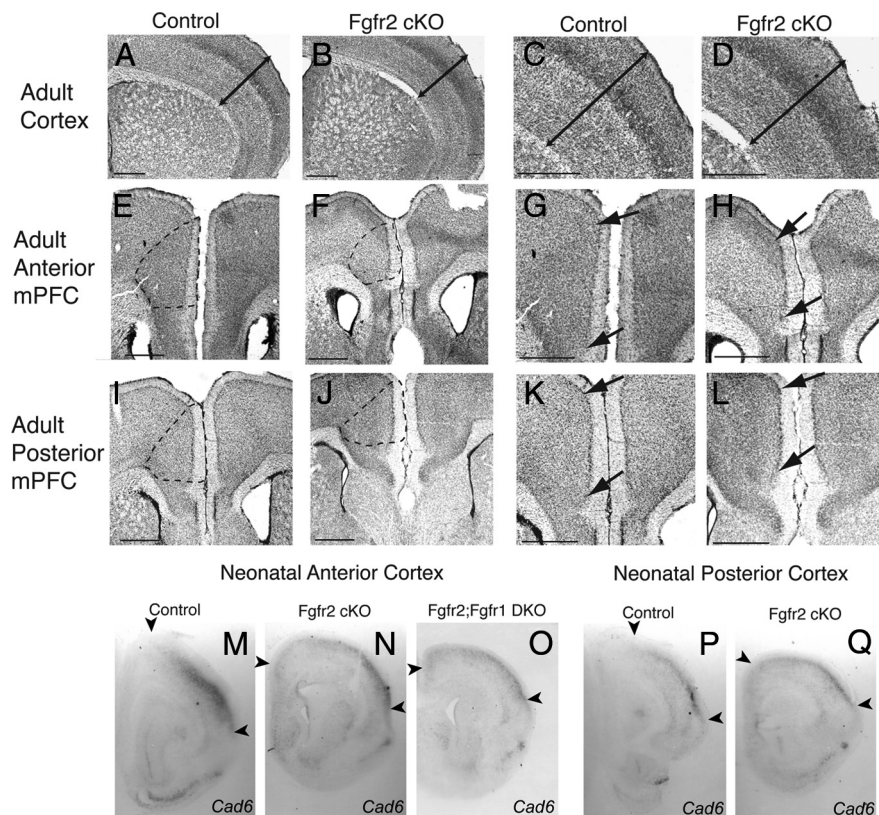 Control Fgfr2 cKO Control Fgfr2 cKO
A B C D
Adult
Cortex
E F G H
Adult
Anterior
mPFC
I J K L
Adult
Posterior
mPFC
Neonatal Anterior Cortex Neonatal Posterior Cortex
Control Fgfr2 cKO Fgfr2;Fgfr1 DKO Control Fgfr2 cKO
M N O P Q
Cad6 Cad6 Cad6 Cad6 Cad6